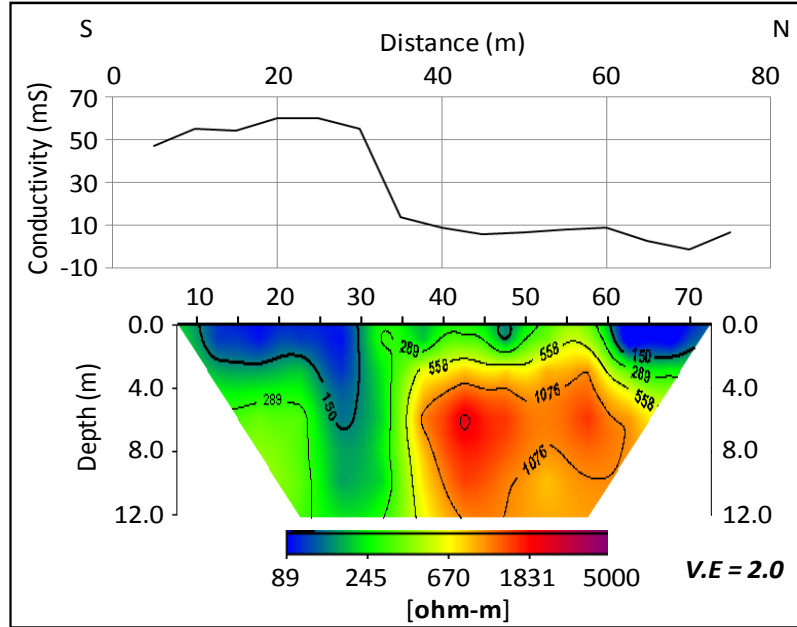 S N
Distance (m)
0 20 40 60 80
Conductivity (mS)
70
50
30
10
-10
10 20 30 40 50 60 70
Depth (m)
0.0 0.0
4.0 4.0
8.0 8.0
12.0 12.0
289
150
289
558
558
1076
1076
150
289
558
89 245 670 1831 5000
V.E = 2.0
[ohm-m]